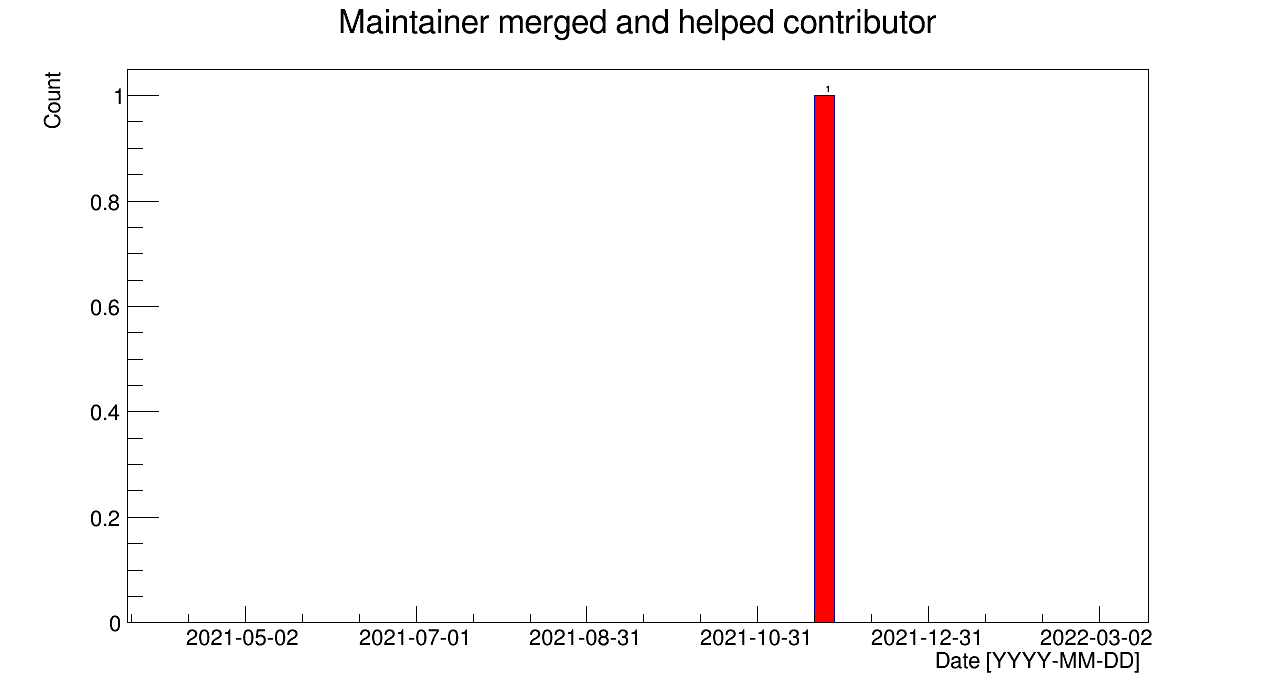 Maintainer merged and helped contributor
Count
1
1
0.8
0.6
0.4
0.2
0
2021-05-02 2021-07-01 2021-08-31 2021-10-31 2021-12-31 2022-03-02
Date [YYYY-MM-DD]